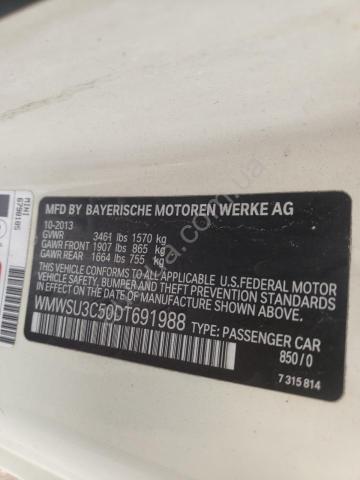 MFD BY BAYERISCHE MOTOREN WERKE AG
10-2013
GVWR 3461 lbs 1570 kg
GAWR FRONT 1907 lbs 865 kg
GAWR REAR 1664 lbs 755 kg
THIS VEHICLE CONFORMS TO ALL APPLICABLE U.S.FEDERAL MOTOR
VEHICLE SAFETY, BUMPER, AND THEFT PREVENTION STANDARDS
IN EFFECT ON THE DATE OF MANUFACTURE SHOWN ABOVE.
WMWSU3C50DT691988 TYPE: PASSENGER CAR
850/0
7 315 814
MINI
6798185